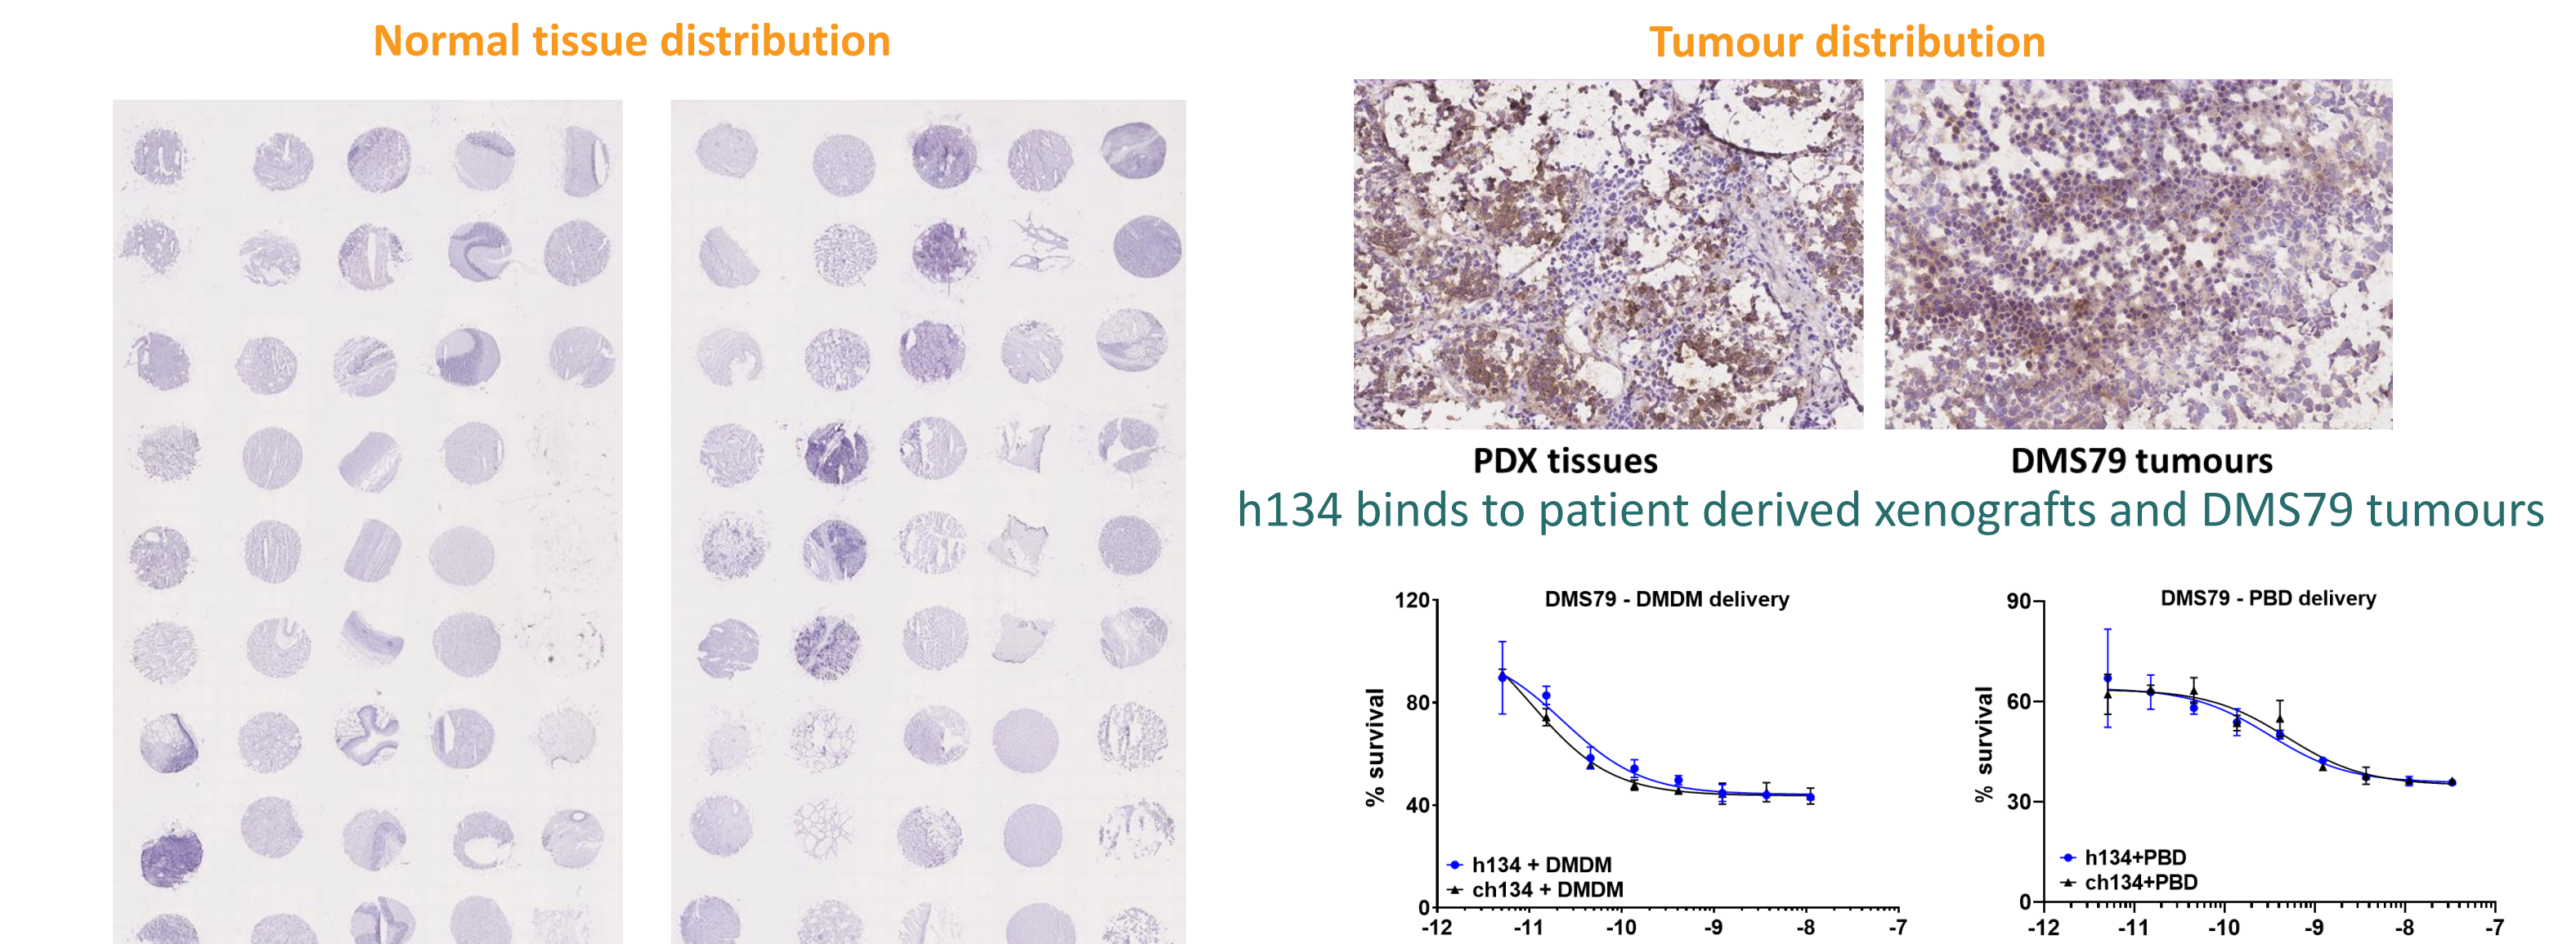 Normal tissue distribution
Tumour distribution
PDX tissues
DMS79 tumours
h134 binds to patient derived xenografts and DMS79 tumours
DMS79 - DMDM delivery
120
80
40
0
% survival
h134 + DMDM
ch134 + DMDM
-12 -11 -10 -9 -8 -7
DMS79 - PBD delivery
90
60
30
0
% survival
h134+PBD
ch134+PBD
-12 -11 -10 -9 -8 -7